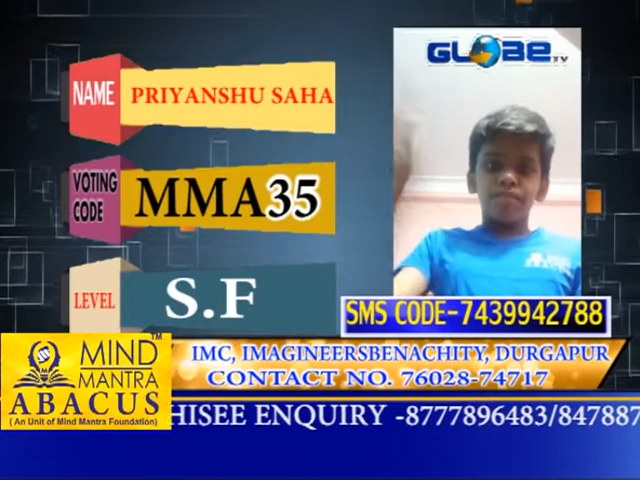 GLOBE TV
NAME PRIYANSHU SAHA
VOTING CODE MMA35
LEVEL S.F
SMS CODE-7439942788
MIND TM
MANTRA
ABACUS
( An Unit of Mind Mantra Foundation)
IMC, IMAGINEERSBENACHITY, DURGAPUR
CONTACT NO. 76028-74717
HISEE ENQUIRY -8777896483/847887